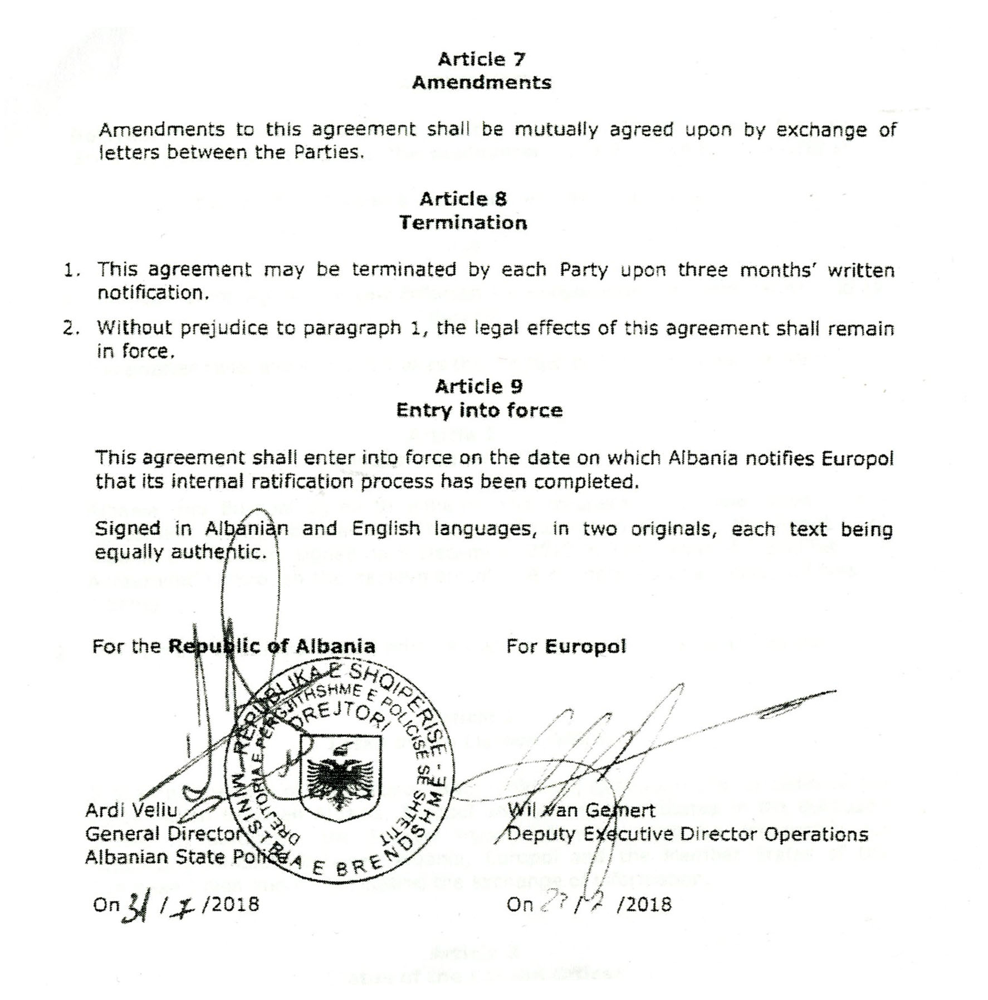 Article 7
Amendments
Amendments to this agreement shall be mutually agreed upon by exchange of
letters between the Parties.
Article 8
Termination
1. This agreement may be terminated by each Party upon three months’ written
notification.
2. Without prejudice to paragraph 1, the legal effects of this agreement shall remain
in force.
Article 9
Entry into force
This agreement shall enter into force on the date on which Albania notifies Europol
that its internal ratification process has been completed.
Signed in Albanian and English languages, in two originals, each text being
equally authentic.
For the Republic of Albania
For Europol
REPUBLIKA E SHQIPERISE - MINISTRIA E BRENDSHME
DREJTORIA E PERGJITHSHME E POLICISE SE SHTETIT
DREJTORI
DREJTORI
Ardi Veliu
General Director
Albanian State Police
Wil van Gemert
Deputy Executive Director Operations
On 31 / 7 /2018
On / 7 /2018